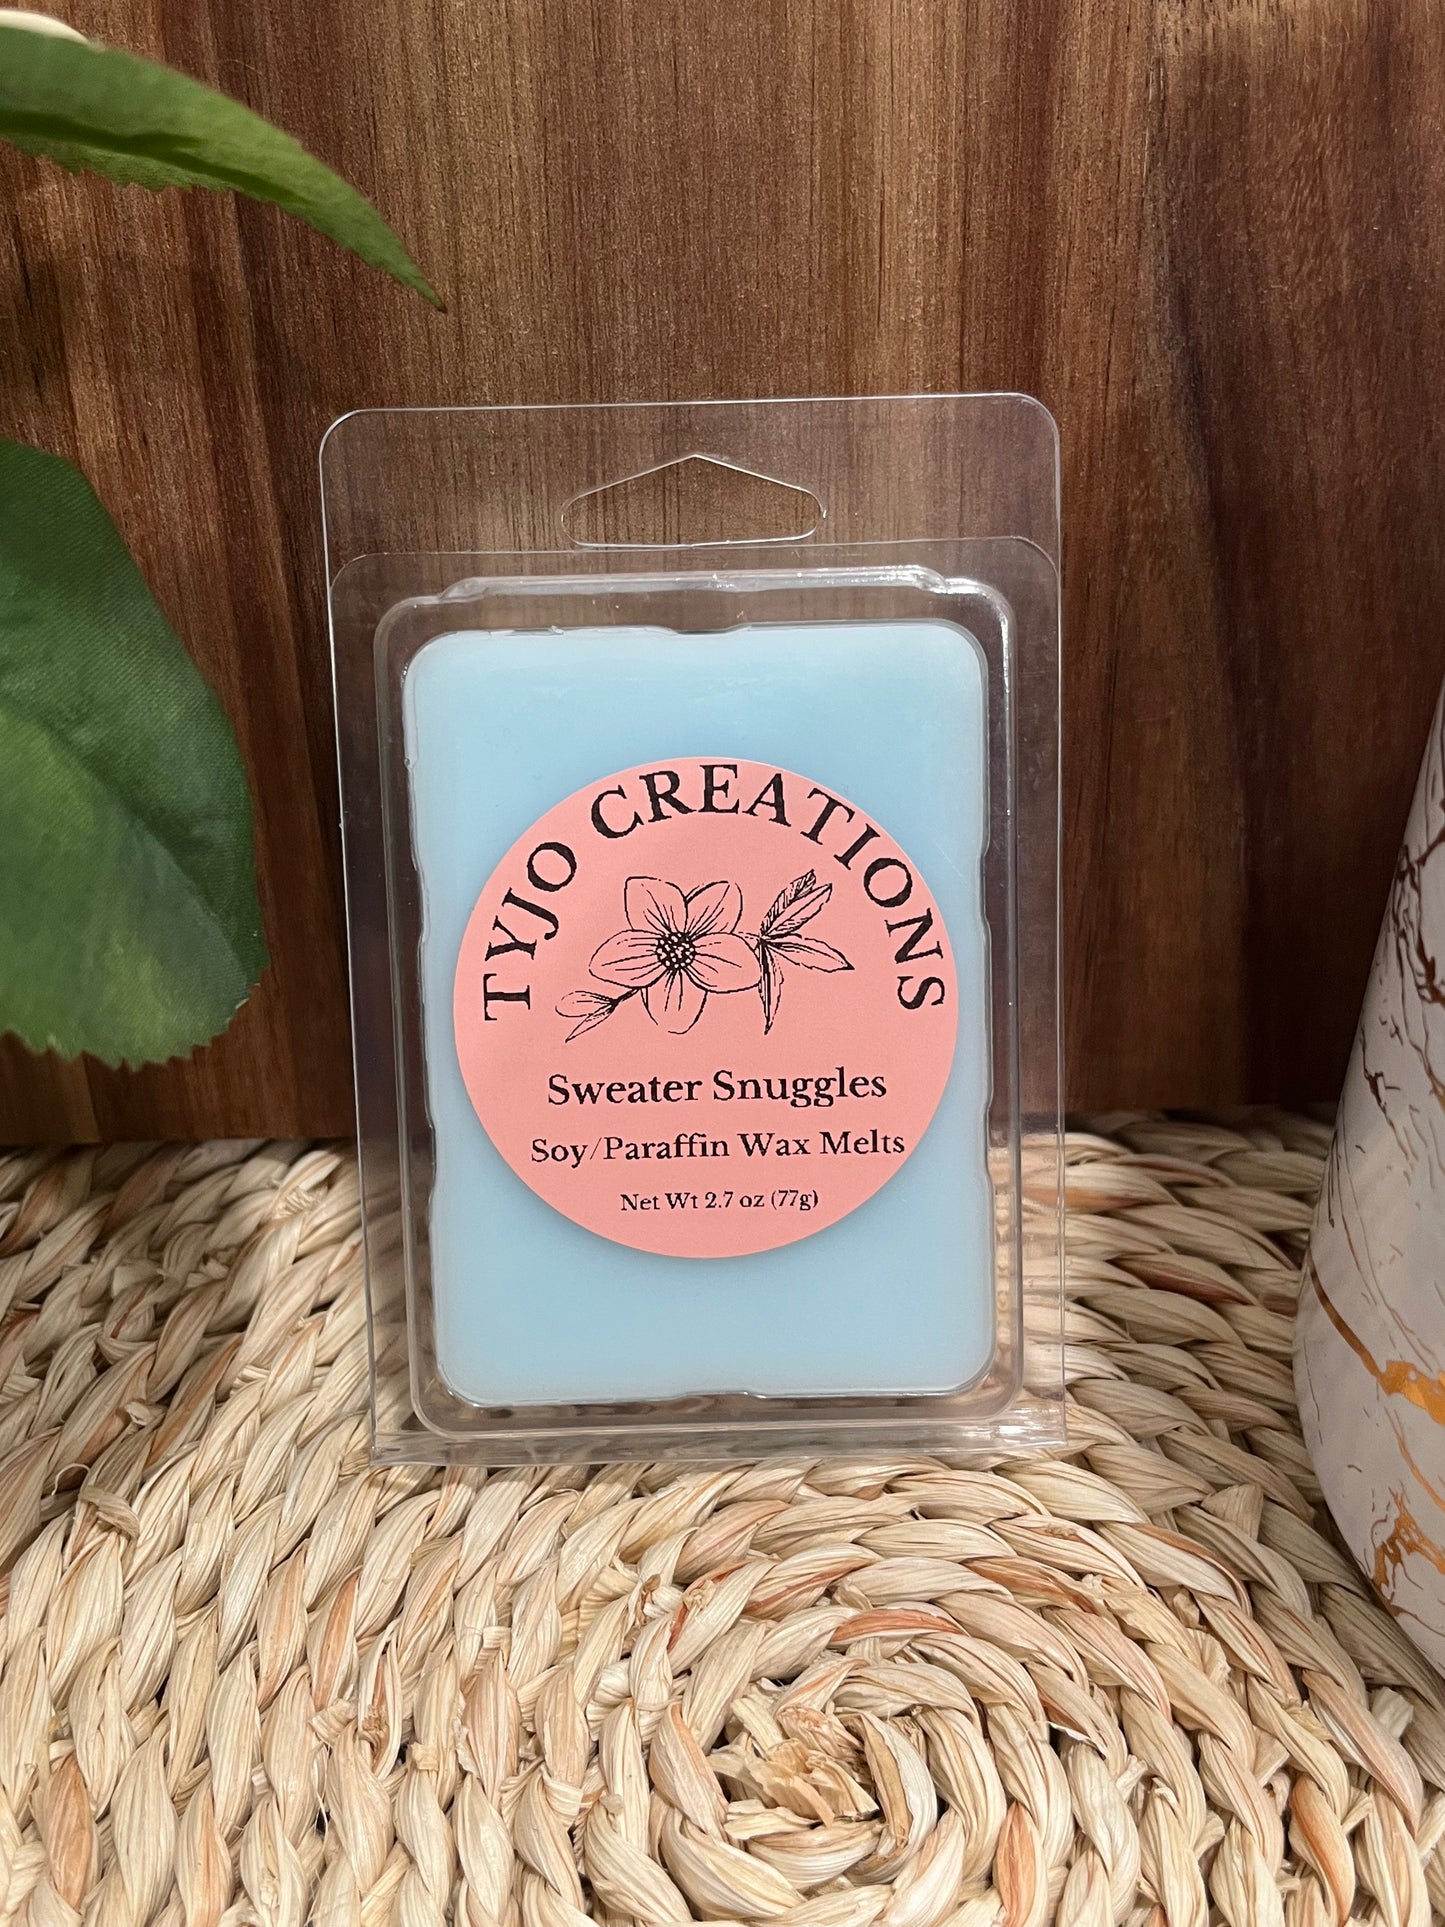 TYJO CREATIONS
Sweater Snuggles
Soy/Paraffin Wax Melts
Net Wt 2.7 oz (77g)